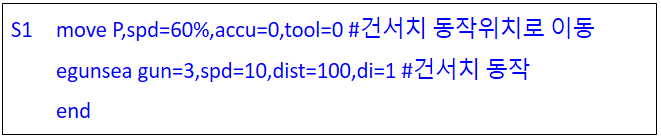 S1 move P,spd=60%,accu=0,tool=0 #건서치 동작위치로 이동
egunsea gun=3,spd=10,dist=100,di=1 #건서치 동작
end